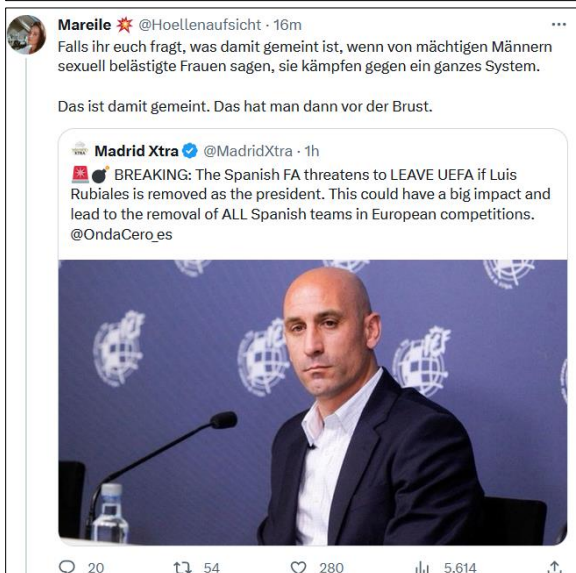 Mareile 💥 @Hoellenaufsicht · 16m
Falls ihr euch fragt, was damit gemeint ist, wenn von mächtigen Männern
sexuell belästigte Frauen sagen, sie kämpfen gegen ein ganzes System.
Das ist damit gemeint. Das hat man dann vor der Brust.
Madrid Xtra @MadridXtra · 1h
🚨💣 BREAKING: The Spanish FA threatens to LEAVE UEFA if Luis
Rubiales is removed as the president. This could have a big impact and
lead to the removal of ALL Spanish teams in European competitions.
@OndaCero_es
20 54 280 5.614